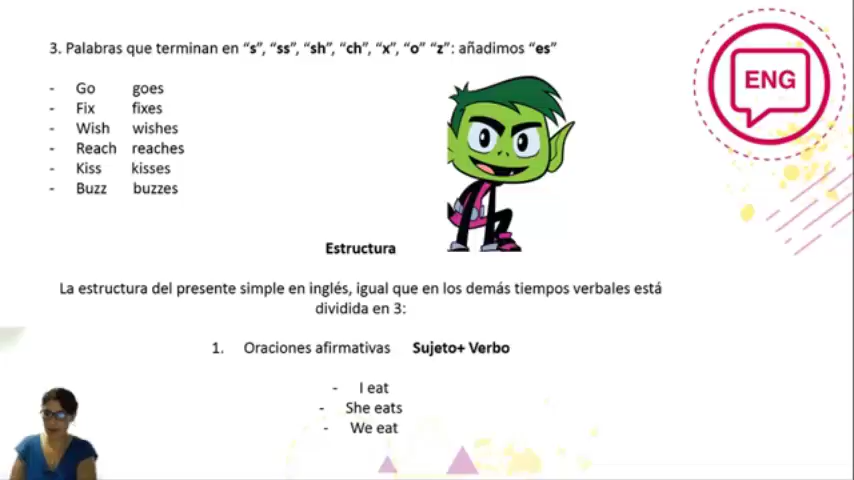 3. Palabras que terminan en “s”, “ss”, “sh”, “ch”, “x”, “o” “z”: añadimos “es”
- Go goes
- Fix fixes
- Wish wishes
- Reach reaches
- Kiss kisses
- Buzz buzzes
ENG
Estructura
La estructura del presente simple en inglés, igual que en los demás tiempos verbales está
dividida en 3:
1. Oraciones afirmativas Sujeto+ Verbo
- I eat
- She eats
- We eat